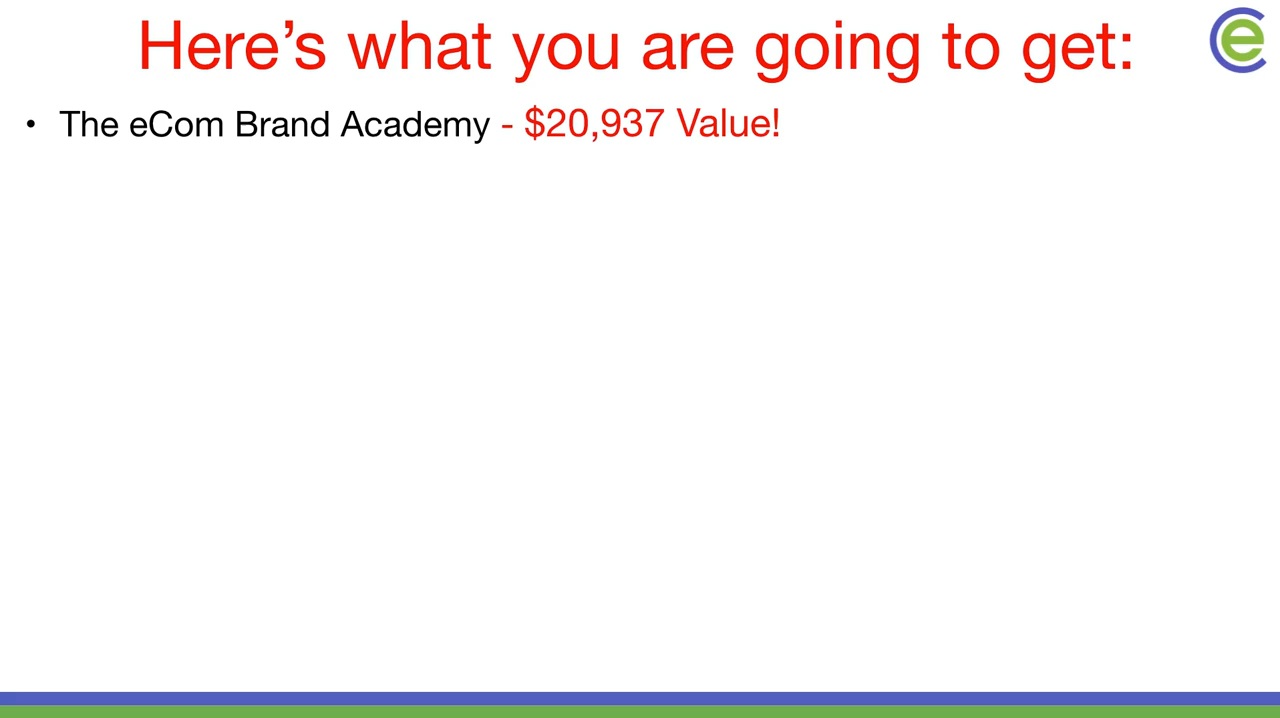 Here’s what you are going to get:
• The eCom Brand Academy - $20,937 Value!